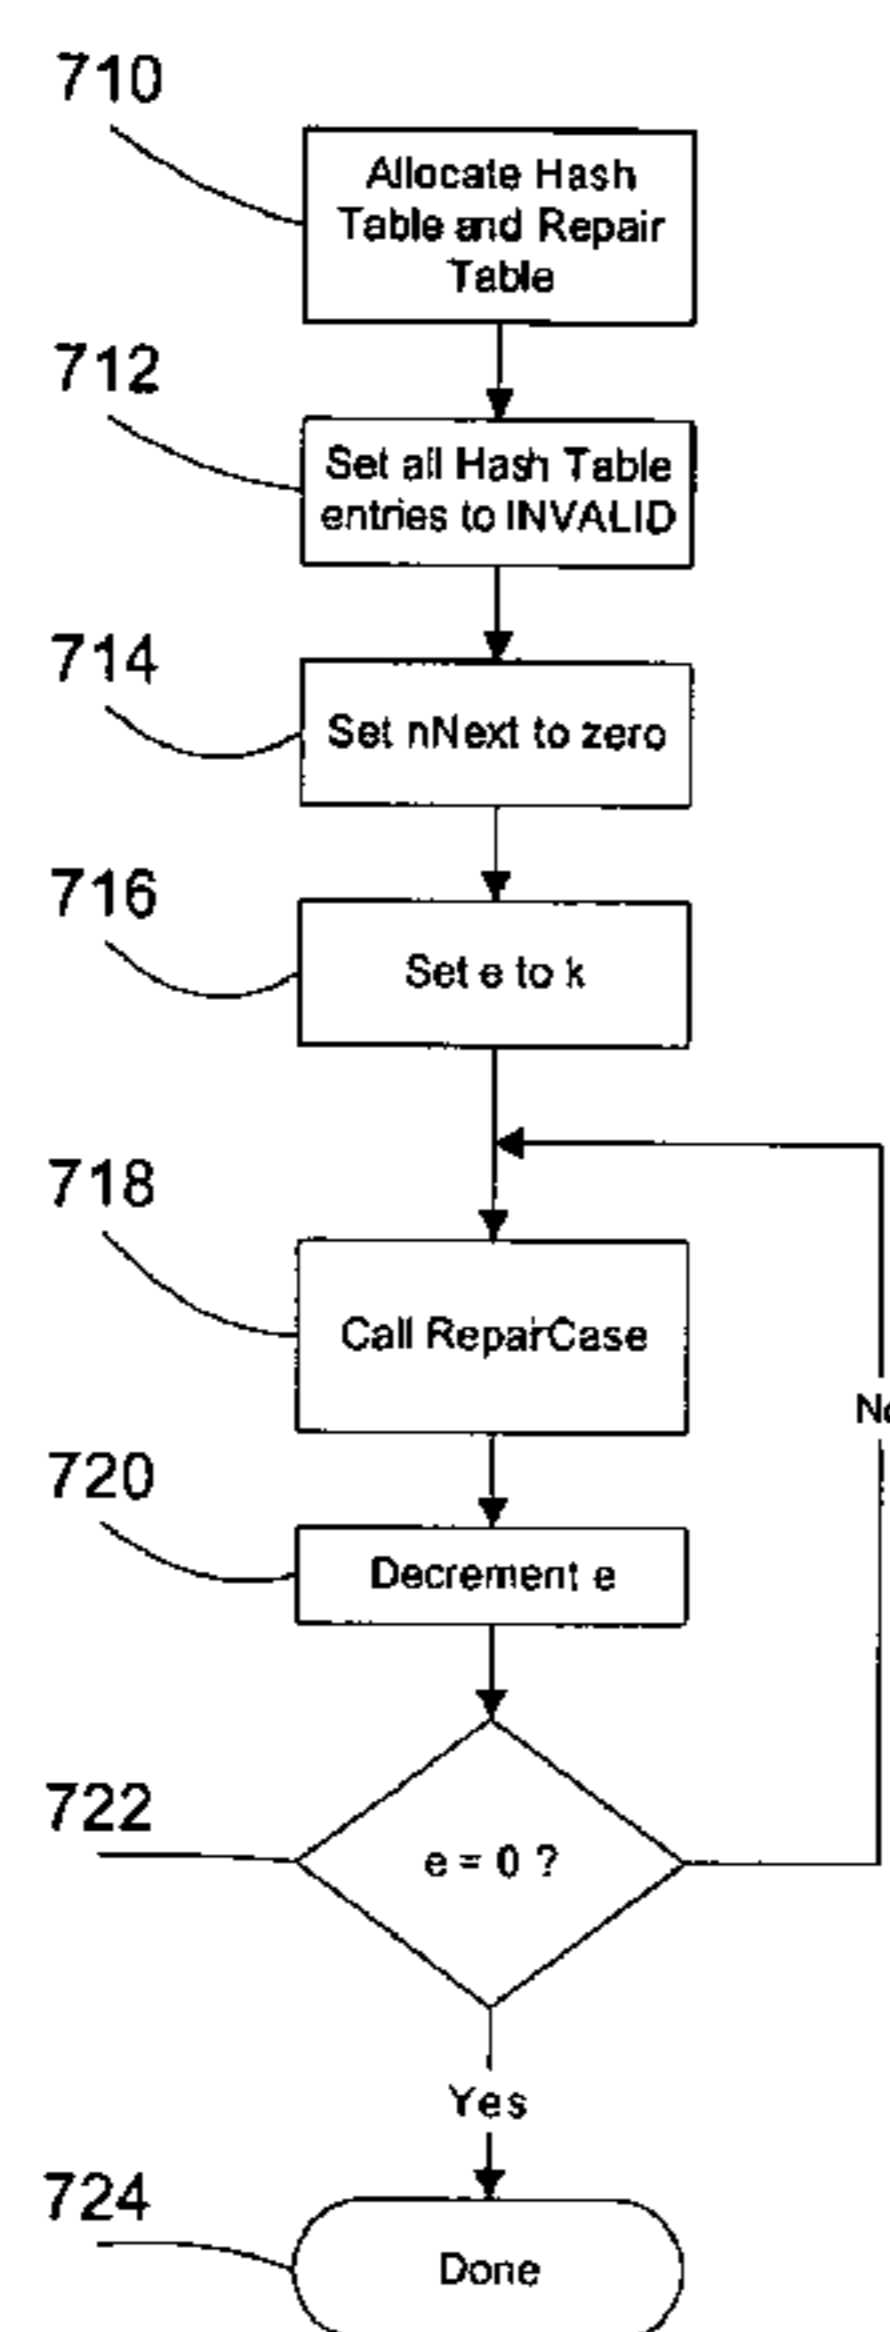 710
Allocate Hash
Table and Repair
Table
712
Set all Hash Table
entries to INVALID
714
Set nNext to zero
716
Set e to k
718
Call RepairCase
720
Decrement e
722
e = 0 ?
Yes
724
Done